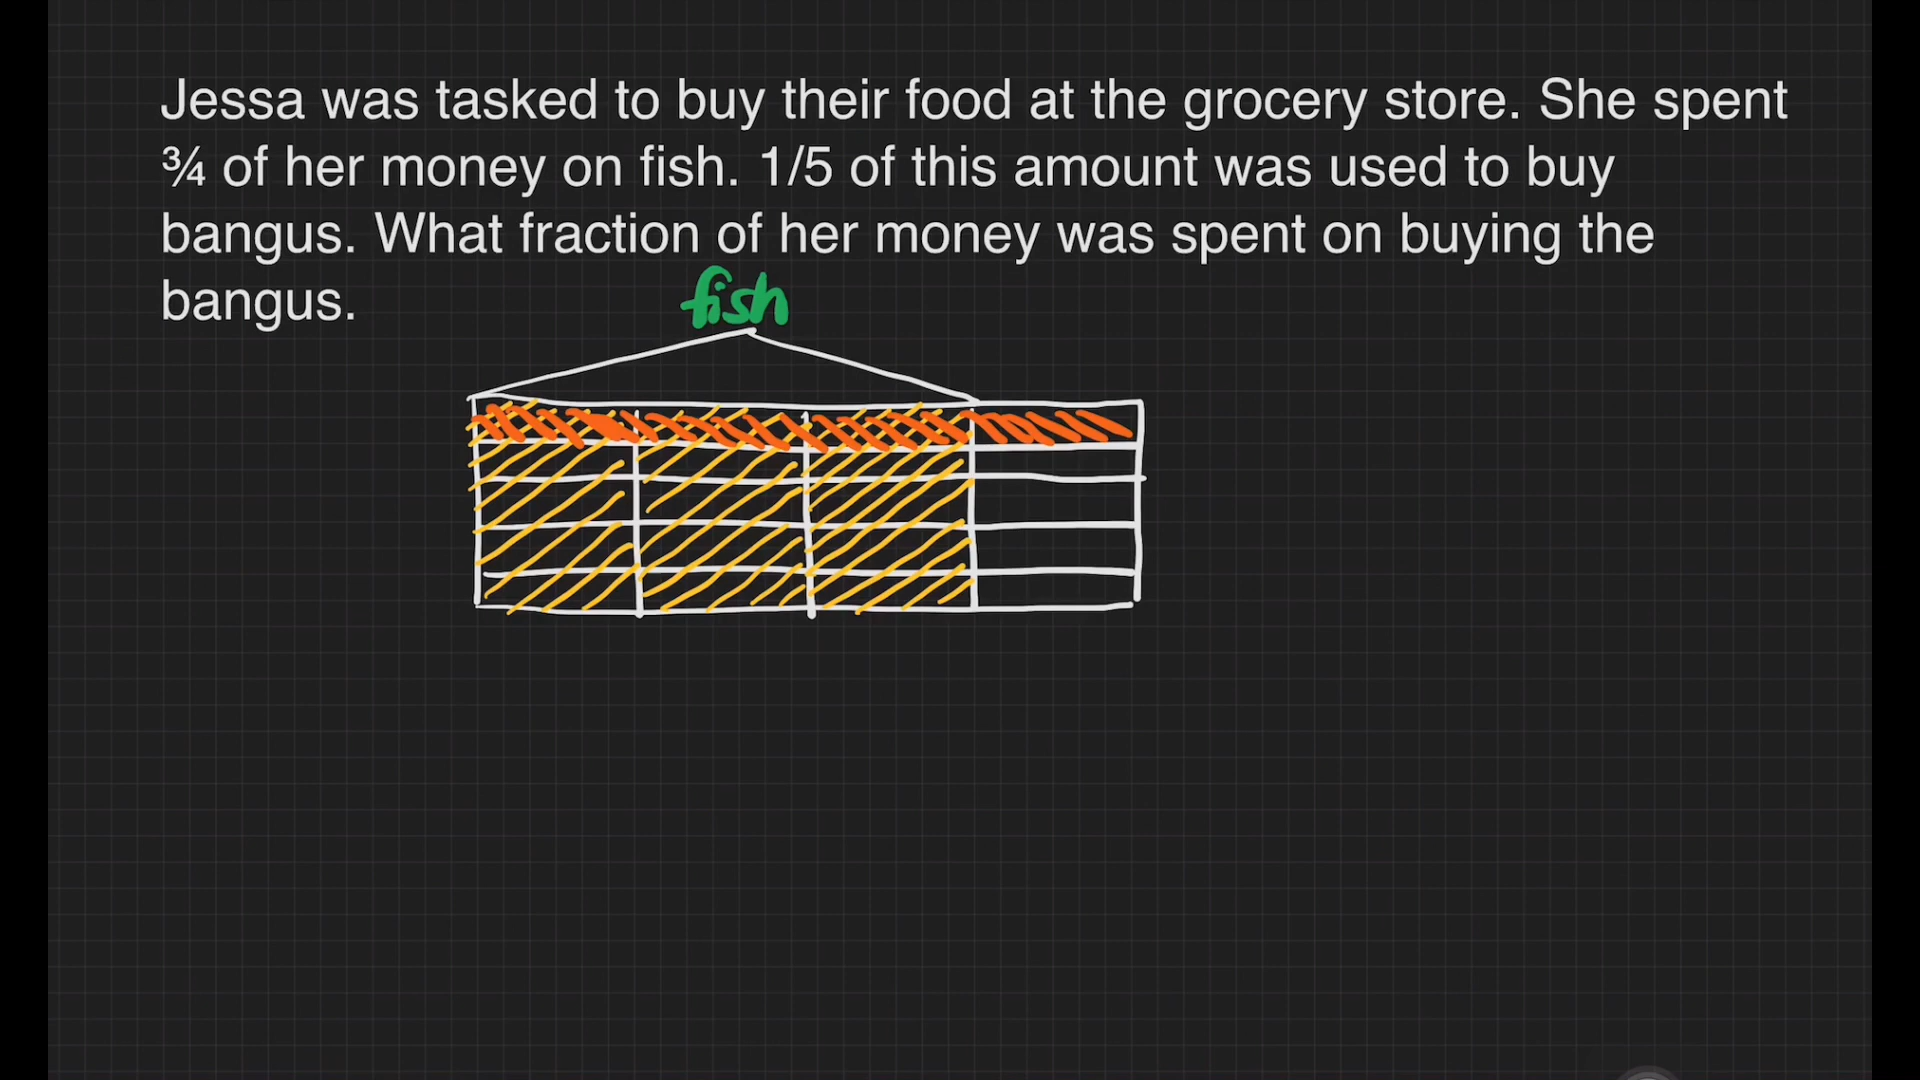 Jessa was tasked to buy their food at the grocery store. She spent
¾ of her money on fish. 1/5 of this amount was used to buy
bangus. What fraction of her money was spent on buying the
bangus.
fish